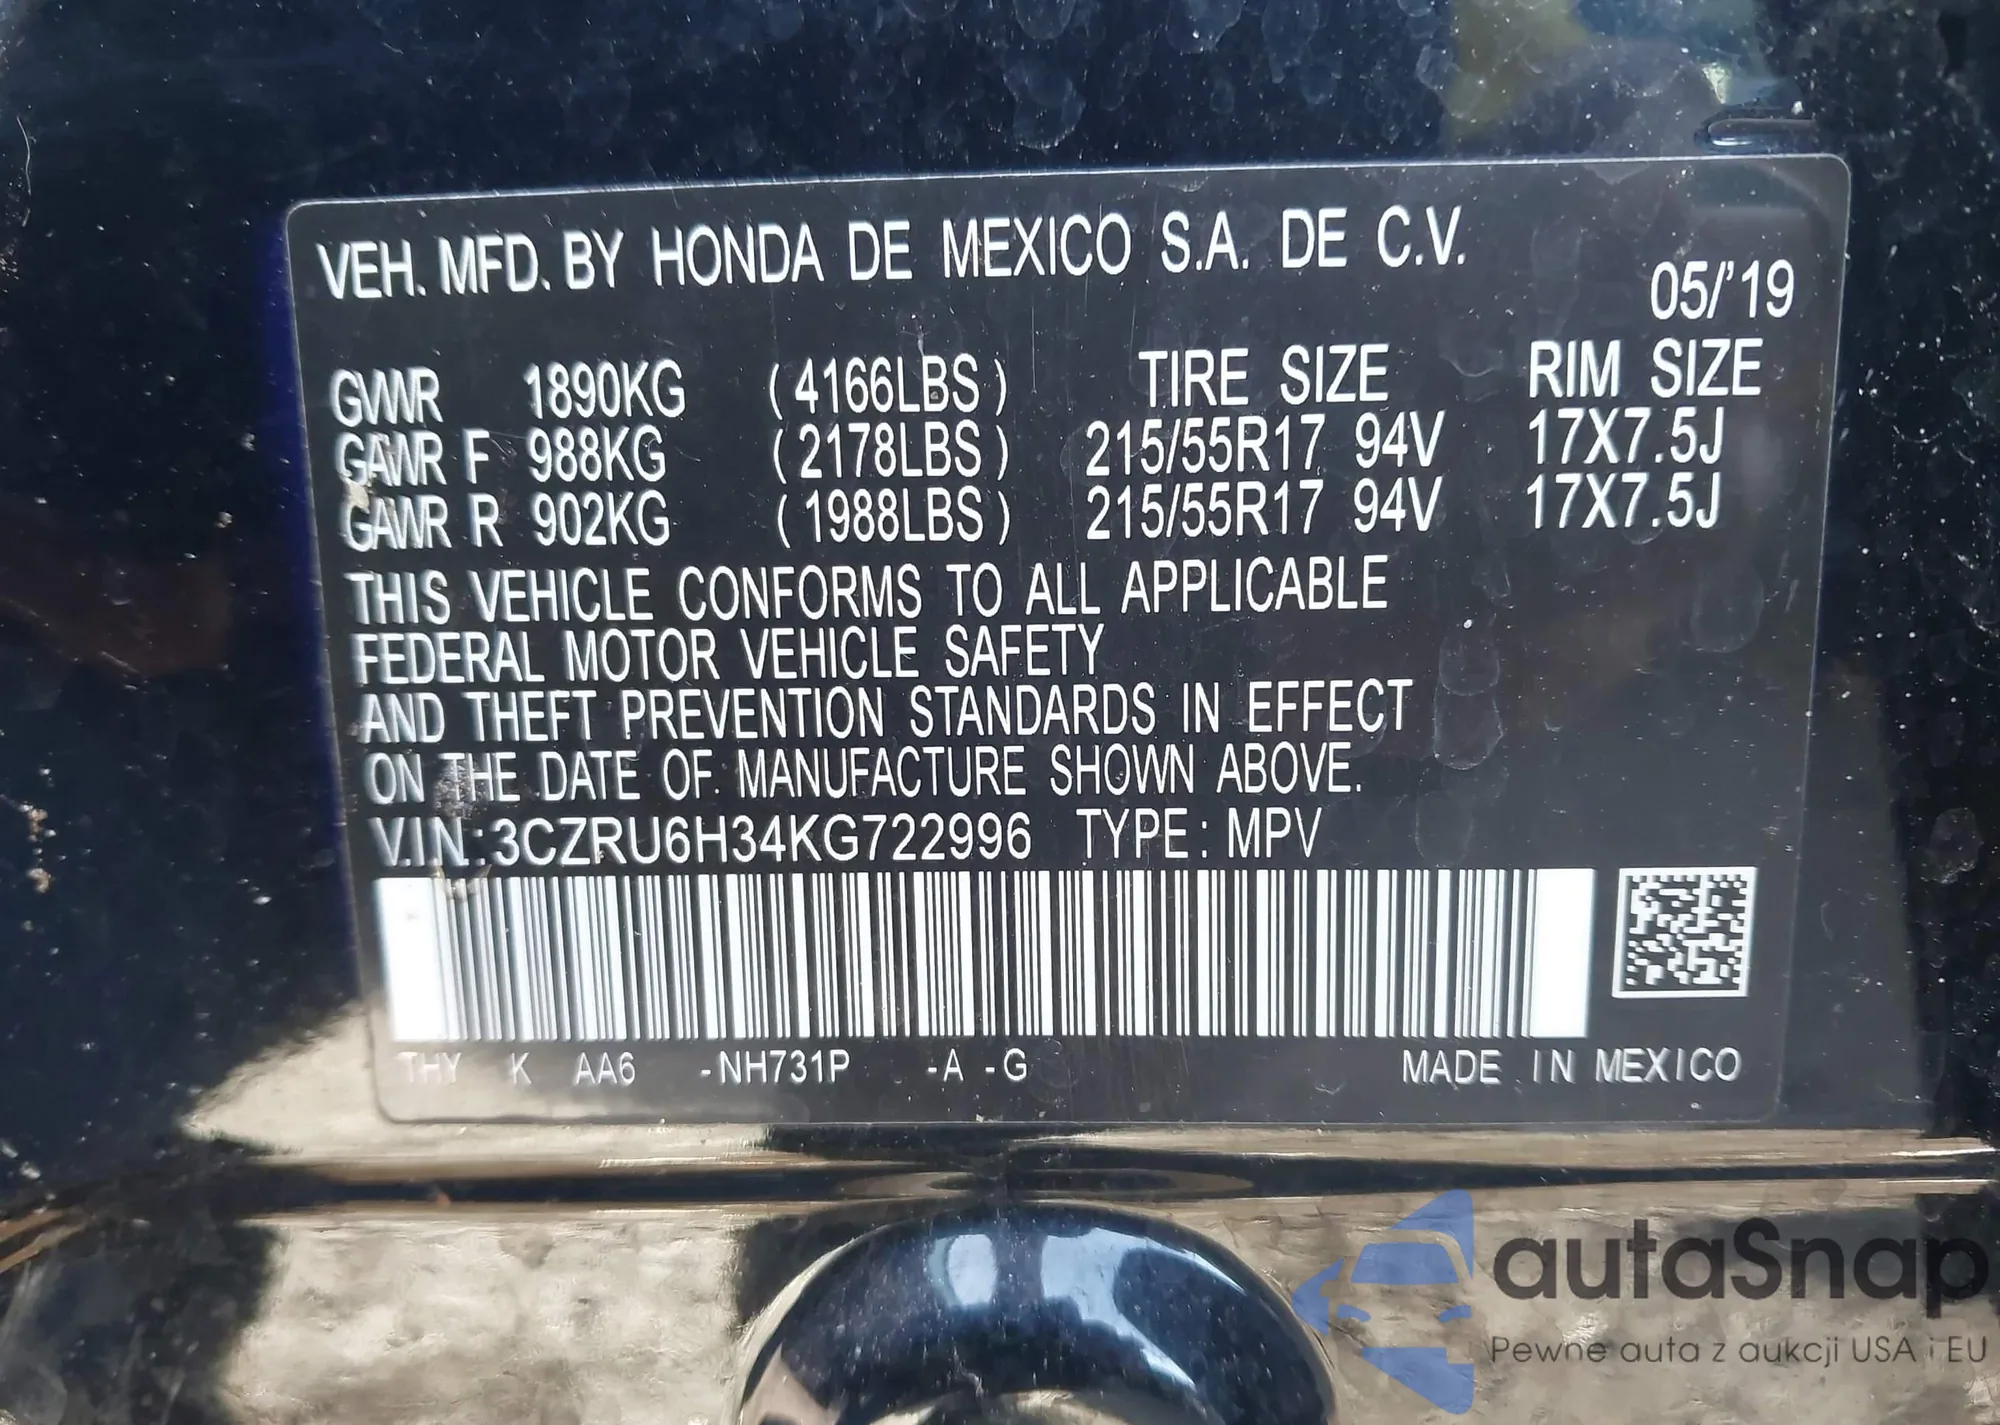 VEH. MFD. BY HONDA DE MEXICO S.A. DE C.V.
05/'19
GVWR 1890KG (4166LBS) TIRE SIZE RIM SIZE
GAWR F 988KG (2178LBS) 215/55R17 94V 17X7.5J
GAWR R 902KG (1988LBS) 215/55R17 94V 17X7.5J
THIS VEHICLE CONFORMS TO ALL APPLICABLE
FEDERAL MOTOR VEHICLE SAFETY
AND THEFT PREVENTION STANDARDS IN EFFECT
ON THE DATE OF MANUFACTURE SHOWN ABOVE.
V.I.N.:3CZRU6H34KG722996 TYPE: MPV
THY K AA6 -NH731P -A -G MADE IN MEXICO
autaSnap
Pewne auta z aukcji USA i EU